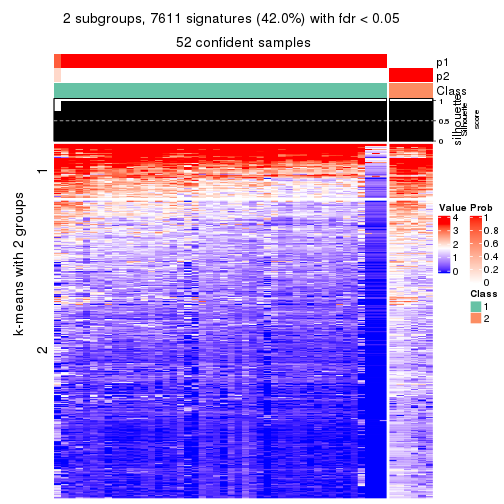 2 subgroups, 7611 signatures (42.0%) with fdr < 0.05
52 confident samples
p1
p2
Class
silhouette
Silhouette
score
1
0.5
0
k-means with 2 groups
1
2
Value
4
3
2
1
0
Prob
1
0.8
0.6
0.4
0.2
0
Class
1
2